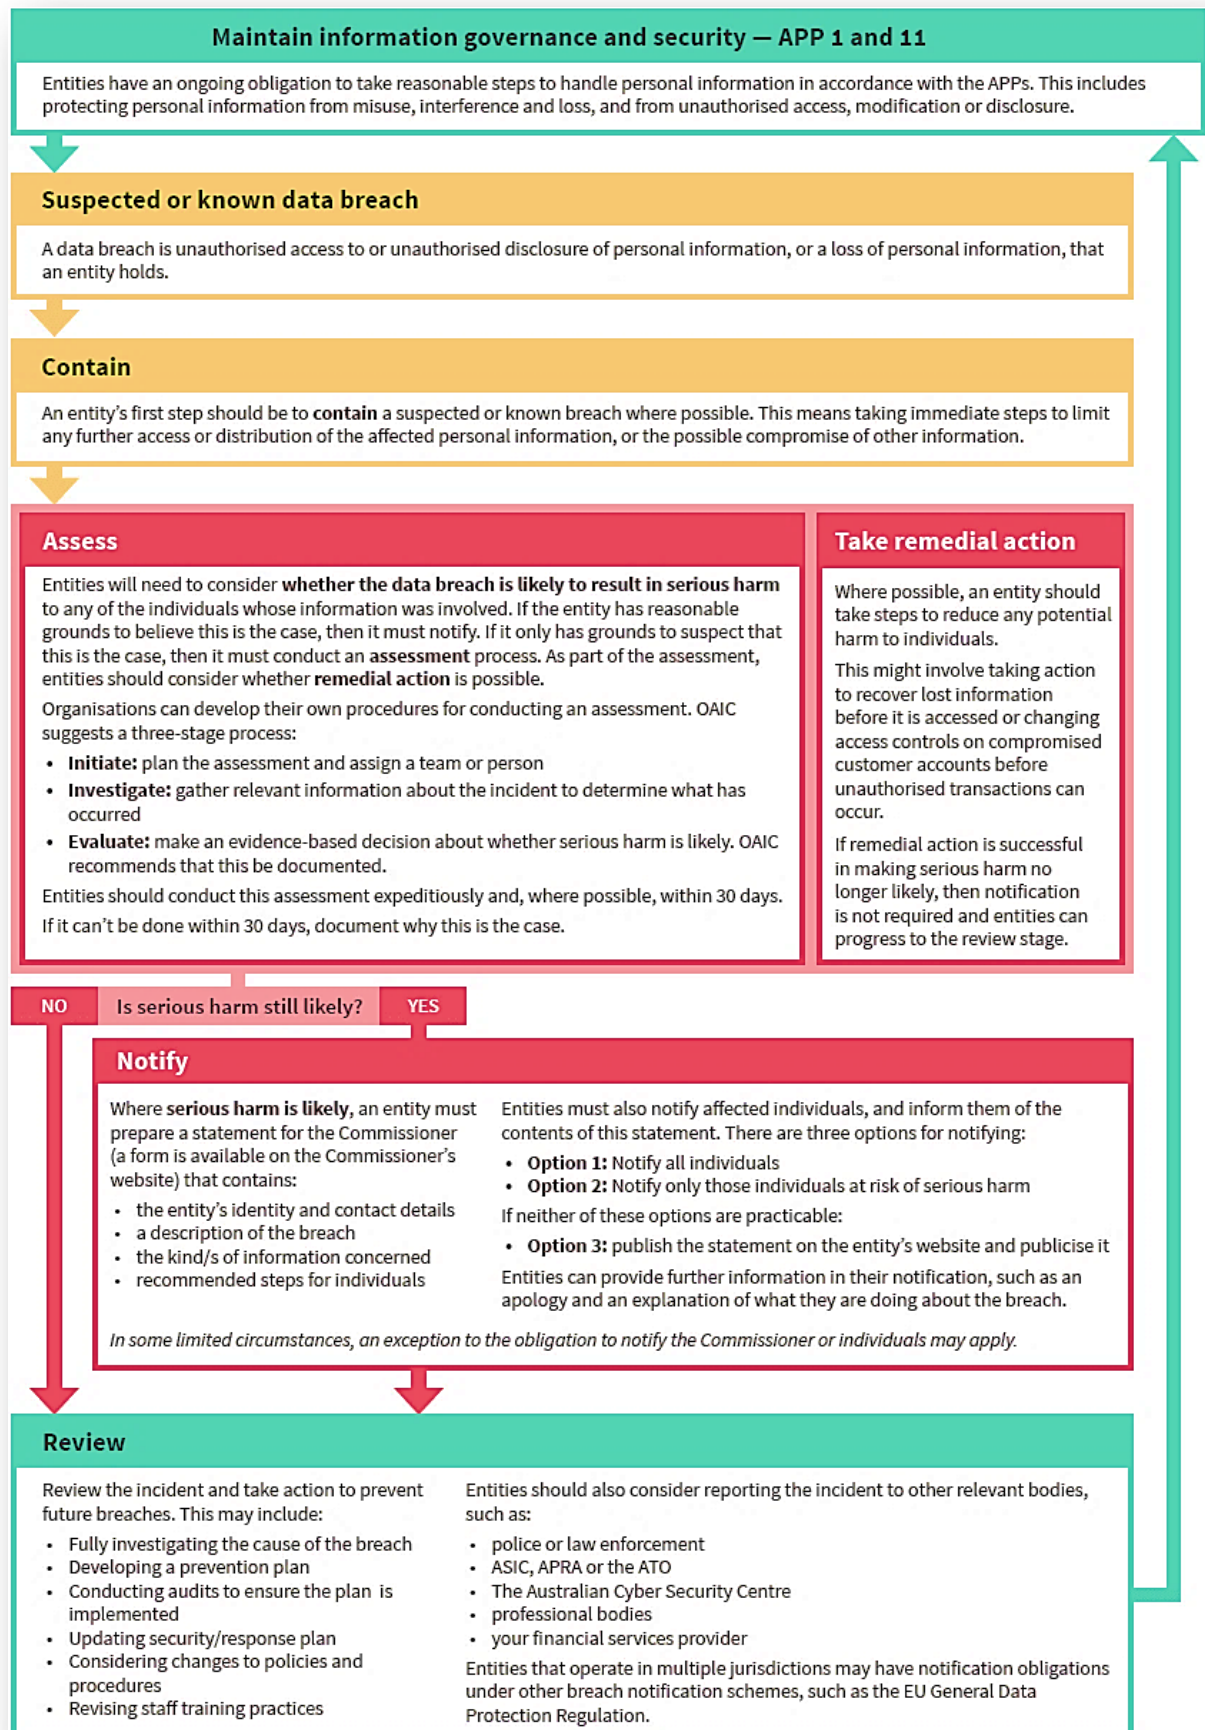 Maintain information governance and security — APP 1 and 11
Entities have an ongoing obligation to take reasonable steps to handle personal information in accordance with the APPs. This includes
protecting personal information from misuse, interference and loss, and from unauthorised access, modification or disclosure.
Suspected or known data breach
A data breach is unauthorised access to or unauthorised disclosure of personal information, or a loss of personal information, that
an entity holds.
Contain
An entity’s first step should be to contain a suspected or known breach where possible. This means taking immediate steps to limit
any further access or distribution of the affected personal information, or the possible compromise of other information.
Assess
Entities will need to consider whether the data breach is likely to result in serious harm
to any of the individuals whose information was involved. If the entity has reasonable
grounds to believe this is the case, then it must notify. If it only has grounds to suspect that
this is the case, then it must conduct an assessment process. As part of the assessment,
entities should consider whether remedial action is possible.
Organisations can develop their own procedures for conducting an assessment. OAIC
suggests a three-stage process:
• Initiate: plan the assessment and assign a team or person
• Investigate: gather relevant information about the incident to determine what has
occurred
• Evaluate: make an evidence-based decision about whether serious harm is likely. OAIC
recommends that this be documented.
Entities should conduct this assessment expeditiously and, where possible, within 30 days.
If it can’t be done within 30 days, document why this is the case.
Take remedial action
Where possible, an entity should
take steps to reduce any potential
harm to individuals.
This might involve taking action
to recover lost information
before it is accessed or changing
access controls on compromised
customer accounts before
unauthorised transactions can
occur.
If remedial action is successful
in making serious harm no
longer likely, then notification
is not required and entities can
progress to the review stage.
NO Is serious harm still likely? YES
Notify
Where serious harm is likely, an entity must
prepare a statement for the Commissioner
(a form is available on the Commissioner’s
website) that contains:
• the entity’s identity and contact details
• a description of the breach
• the kind/s of information concerned
• recommended steps for individuals
Entities must also notify affected individuals, and inform them of the
contents of this statement. There are three options for notifying:
• Option 1: Notify all individuals
• Option 2: Notify only those individuals at risk of serious harm
If neither of these options are practicable:
• Option 3: publish the statement on the entity’s website and publicise it
Entities can provide further information in their notification, such as an
apology and an explanation of what they are doing about the breach.
In some limited circumstances, an exception to the obligation to notify the Commissioner or individuals may apply.
Review
Review the incident and take action to prevent
future breaches. This may include:
• Fully investigating the cause of the breach
• Developing a prevention plan
• Conducting audits to ensure the plan is
implemented
• Updating security/response plan
• Considering changes to policies and
procedures
• Revising staff training practices
Entities should also consider reporting the incident to other relevant bodies,
such as:
• police or law enforcement
• ASIC, APRA or the ATO
• The Australian Cyber Security Centre
• professional bodies
• your financial services provider
Entities that operate in multiple jurisdictions may have notification obligations
under other breach notification schemes, such as the EU General Data
Protection Regulation.